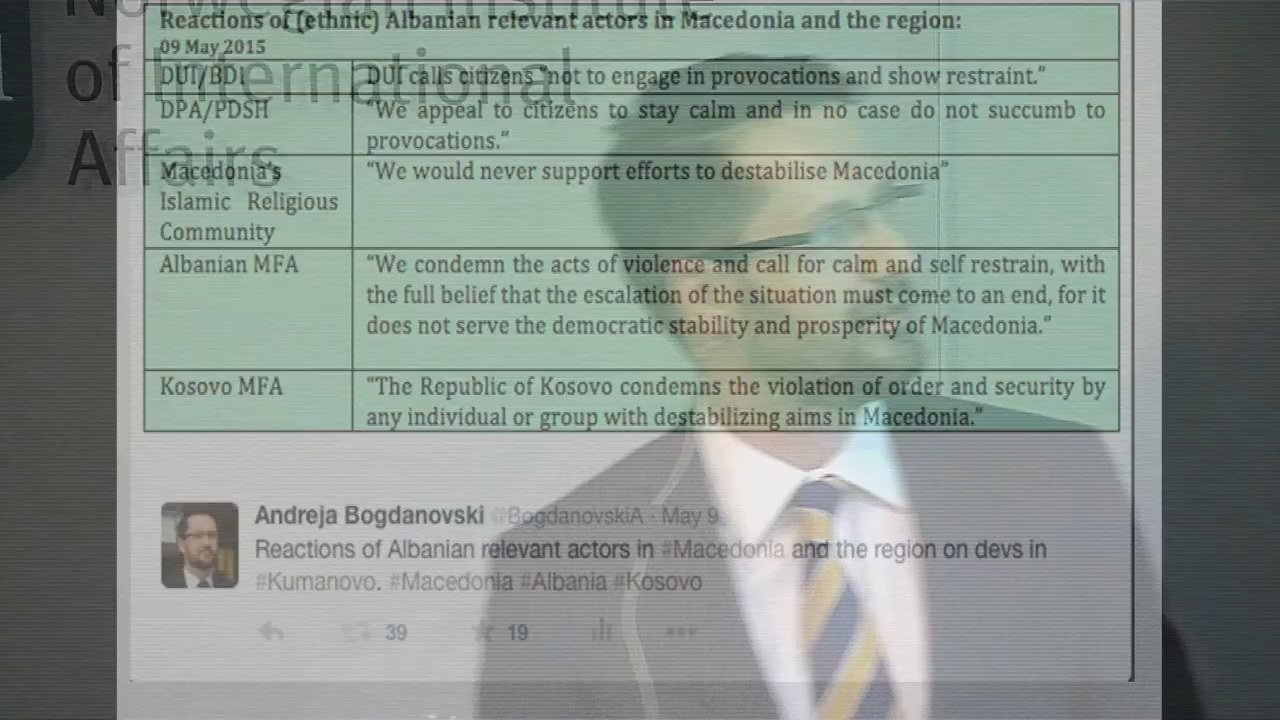 Norwegian Institute
of International
Affairs
Reactions of (ethnic) Albanian relevant actors in Macedonia and the region:
09 May 2015
DUI/BDI
DUI calls citizens "not to engage in provocations and show restraint."
DPA/PDSH
"We appeal to citizens to stay calm and in no case do not succumb to
provocations."
Macedonia's
Islamic Religious
Community
"We would never support efforts to destabilise Macedonia"
Albanian MFA
"We condemn the acts of violence and call for calm and self restrain, with
the full belief that the escalation of the situation must come to an end, for it
does not serve the democratic stability and prosperity of Macedonia."
Kosovo MFA
"The Republic of Kosovo condemns the violation of order and security by
any individual or group with destabilizing aims in Macedonia."
Andreja Bogdanovski @BogdanovskiA - May 9
Reactions of Albanian relevant actors in #Macedonia and the region on devs in
#Kumanovo. #Macedonia #Albania #Kosovo
39 19